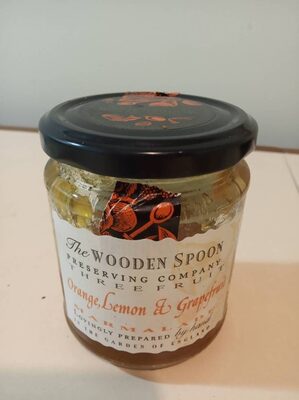 The WOODEN SPOON
PRESERVING COMPANY
THREE FRUIT
Orange, Lemon & Grapefruit
MARMALADE
LOVINGLY PREPARED by hand
IN THE GARDEN OF ENGLAND